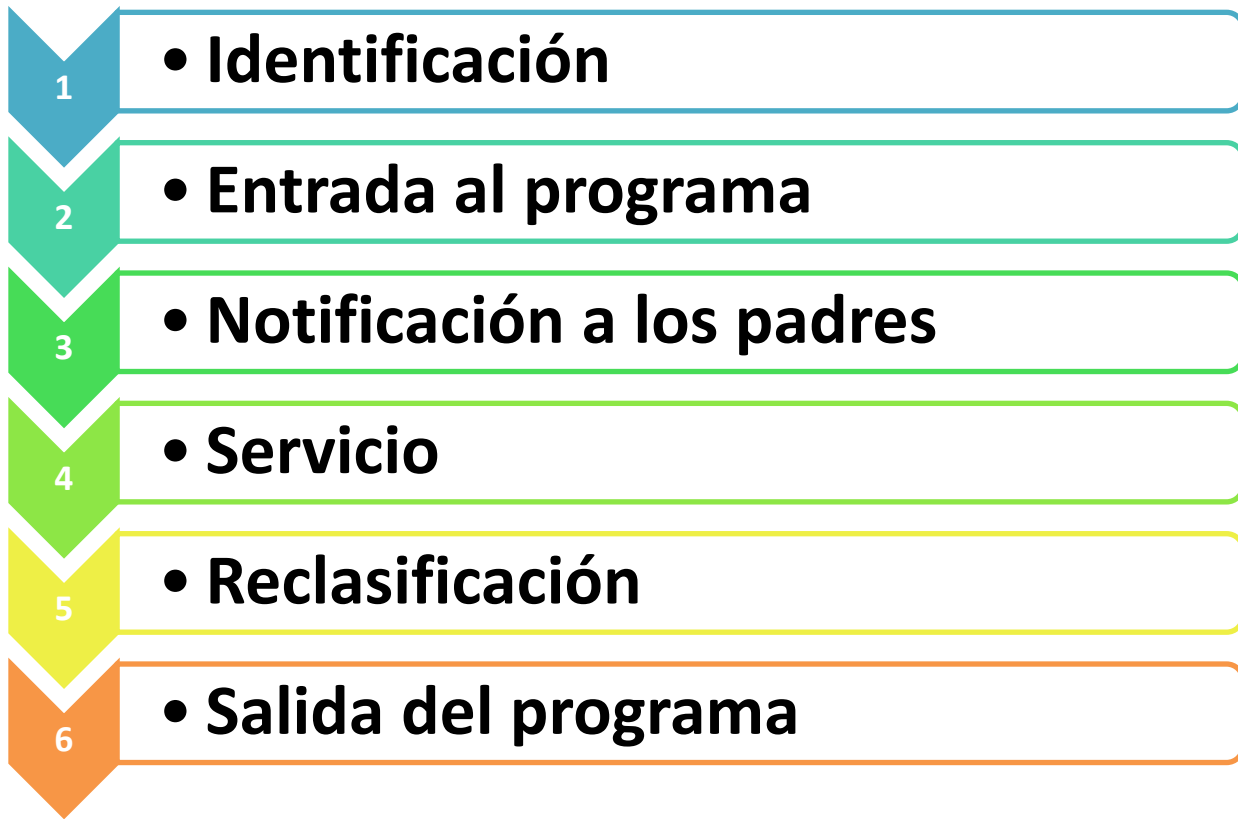 1 • Identificación
2 • Entrada al programa
3 • Notificación a los padres
4 • Servicio
5 • Reclasificación
6 • Salida del programa